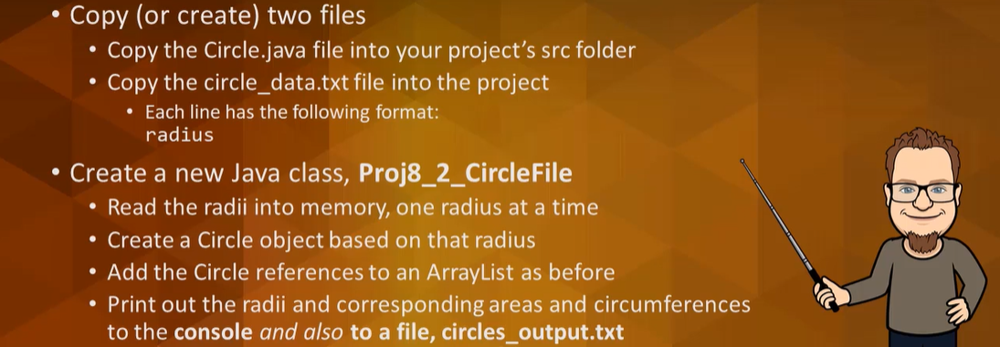 • Copy (or create) two files
• Copy the Circle.java file into your project’s src folder
• Copy the circle_data.txt file into the project
• Each line has the following format:
radius
• Create a new Java class, Proj8_2_CircleFile
• Read the radii into memory, one radius at a time
• Create a Circle object based on that radius
• Add the Circle references to an ArrayList as before
• Print out the radii and corresponding areas and circumferences
to the console and also to a file, circles_output.txt